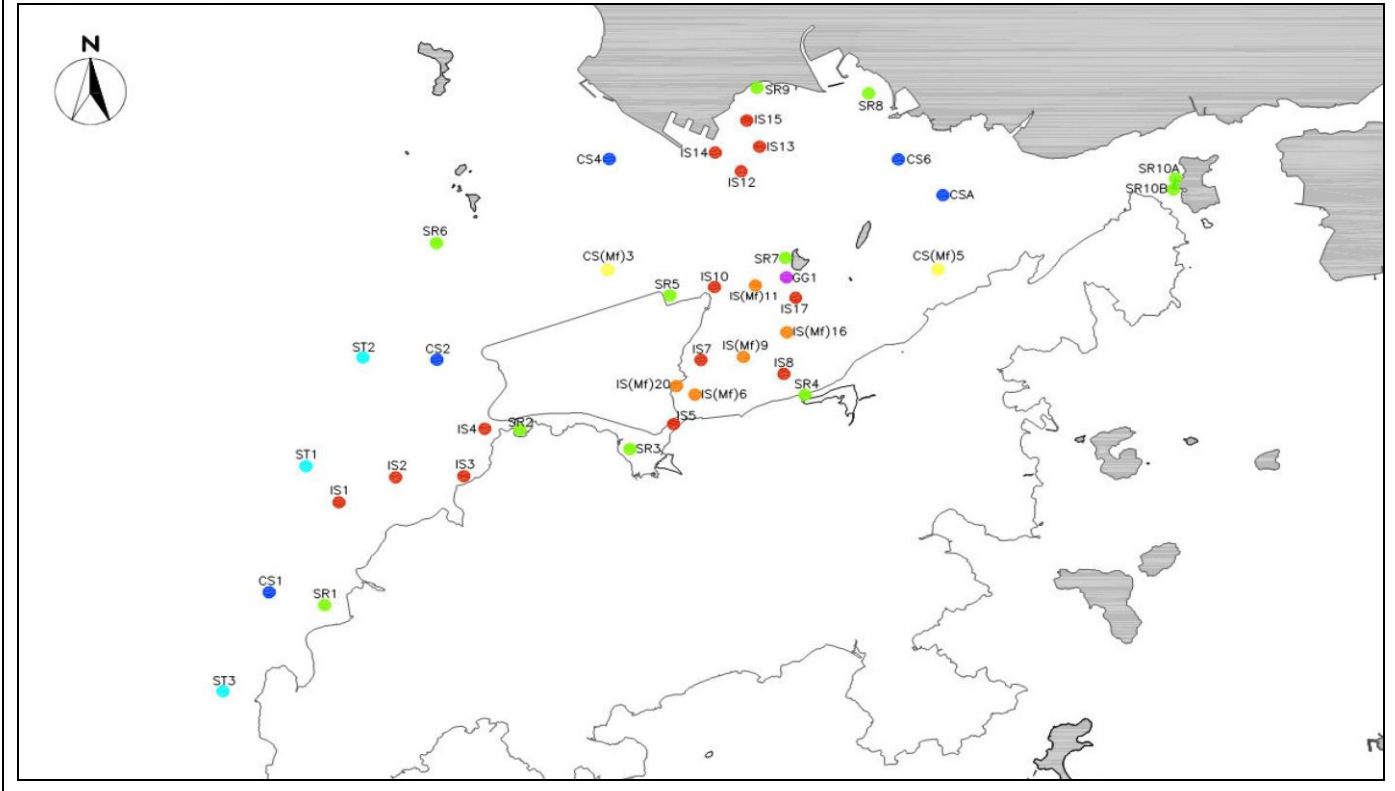 N
SR9
SR8
IS15
IS13
IS14
IS12
CS4
CS6
CSA
SR10A
SR10B
SR6
CS(Mf)3
SR7
CS(Mf)5
GG1
IS10
SR5
IS(Mf)11
IS17
IS(Mf)16
ST2
CS2
IS7
IS(Mf)9
IS8
IS(Mf)20
IS(Mf)6
SR4
IS5
IS4
SR2
SR3
ST1
IS2
IS3
IS1
CS1
SR1
ST3